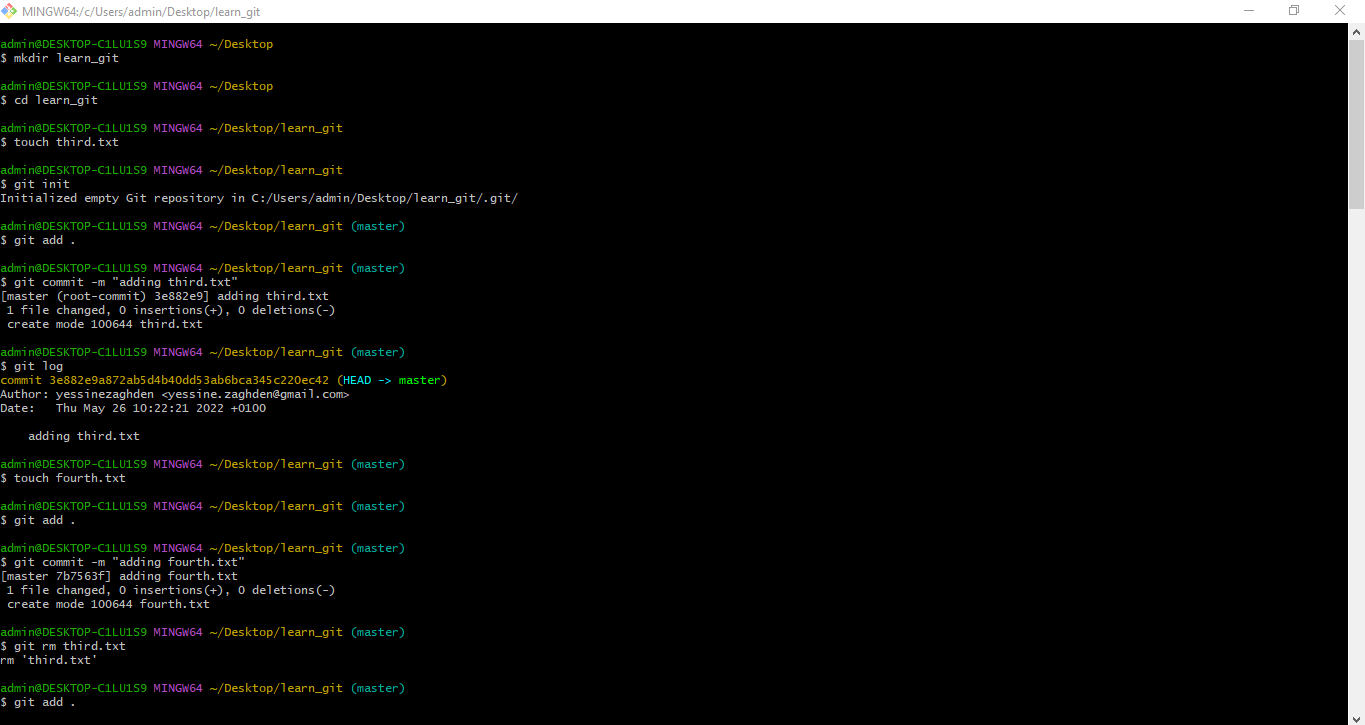 MINGW64:/c/Users/admin/Desktop/learn_git
admin@DESKTOP-C1LU1S9 MINGW64 ~/Desktop
$ mkdir learn_git
admin@DESKTOP-C1LU1S9 MINGW64 ~/Desktop
$ cd learn_git
admin@DESKTOP-C1LU1S9 MINGW64 ~/Desktop/learn_git
$ touch third.txt
admin@DESKTOP-C1LU1S9 MINGW64 ~/Desktop/learn_git
$ git init
Initialized empty Git repository in C:/Users/admin/Desktop/learn_git/.git/
admin@DESKTOP-C1LU1S9 MINGW64 ~/Desktop/learn_git (master)
$ git add .
admin@DESKTOP-C1LU1S9 MINGW64 ~/Desktop/learn_git (master)
$ git commit -m "adding third.txt"
[master (root-commit) 3e882e9] adding third.txt
 1 file changed, 0 insertions(+), 0 deletions(-)
 create mode 100644 third.txt
admin@DESKTOP-C1LU1S9 MINGW64 ~/Desktop/learn_git (master)
$ git log
commit 3e882e9a872ab5d4b40dd53ab6bca345c220ec42 (HEAD -> master)
Author: yessinezaghden <yessine.zaghden@gmail.com>
Date:   Thu May 26 10:22:21 2022 +0100
    adding third.txt
admin@DESKTOP-C1LU1S9 MINGW64 ~/Desktop/learn_git (master)
$ touch fourth.txt
admin@DESKTOP-C1LU1S9 MINGW64 ~/Desktop/learn_git (master)
$ git add .
admin@DESKTOP-C1LU1S9 MINGW64 ~/Desktop/learn_git (master)
$ git commit -m "adding fourth.txt"
[master 7b7563f] adding fourth.txt
 1 file changed, 0 insertions(+), 0 deletions(-)
 create mode 100644 fourth.txt
admin@DESKTOP-C1LU1S9 MINGW64 ~/Desktop/learn_git (master)
$ git rm third.txt
rm 'third.txt'
admin@DESKTOP-C1LU1S9 MINGW64 ~/Desktop/learn_git (master)
$ git add .